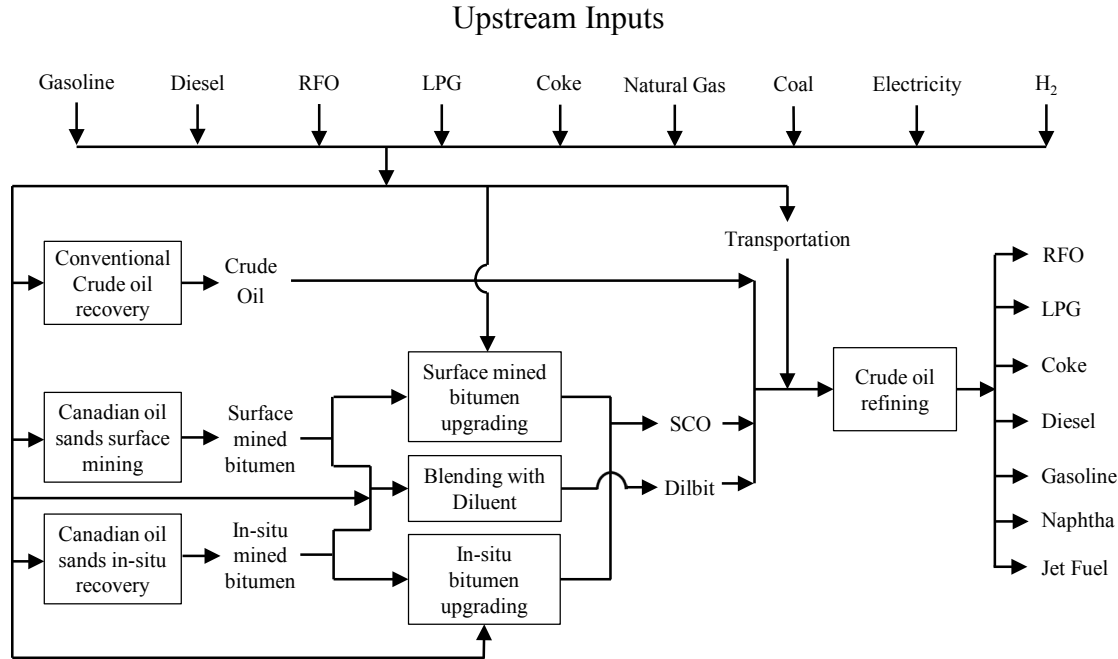 Upstream Inputs
Gasoline
Diesel
RFO
LPG
Coke
Natural Gas
Coal
Electricity
H₂
Transportation
Conventional
Crude oil
recovery
Crude
Oil
Canadian oil
sands surface
mining
Surface
mined
bitumen
Surface mined
bitumen
upgrading
Blending with
Diluent
Canadian oil
sands in-situ
recovery
In-situ
mined
bitumen
In-situ
bitumen
upgrading
SCO
Dilbit
Crude oil
refining
RFO
LPG
Coke
Diesel
Gasoline
Naphtha
Jet Fuel